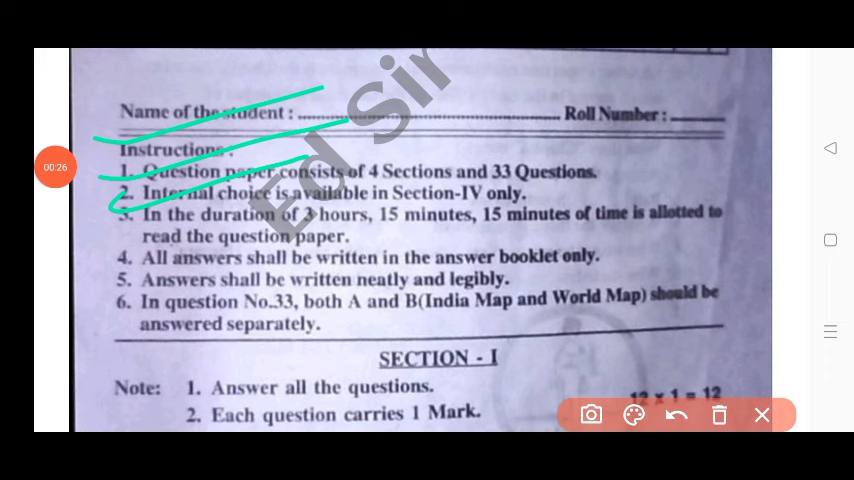 Name of the student : ........................................................ Roll Number : ........
Instructions :
1. Question paper consists of 4 Sections and 33 Questions.
2. Internal choice is available in Section-IV only.
3. In the duration of 3 hours, 15 minutes, 15 minutes of time is allotted to
read the question paper.
4. All answers shall be written in the answer booklet only.
5. Answers shall be written neatly and legibly.
6. In question No.33, both A and B(India Map and World Map) should be
answered separately.
SECTION - I
Note: 1. Answer all the questions.
12 x 1 = 12
2. Each question carries 1 Mark.
Ed Sir
00:26